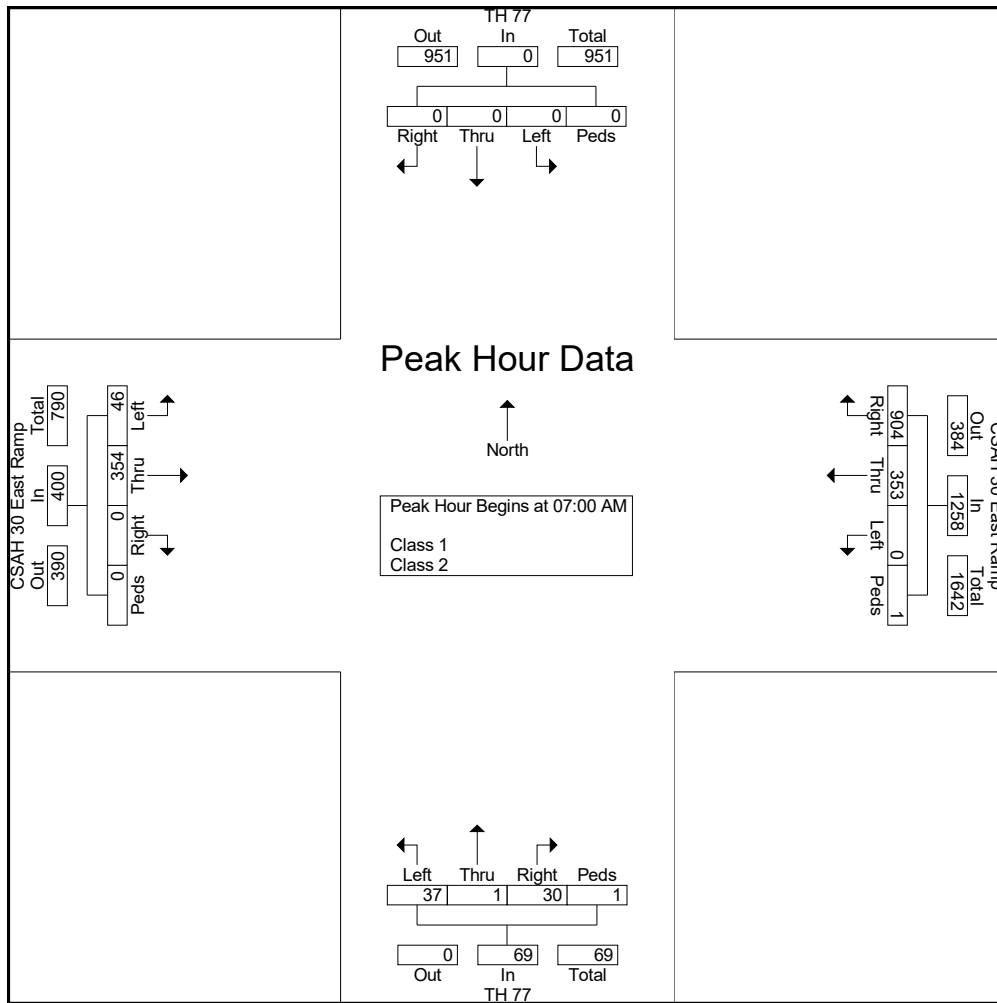 TH 77
Out In Total
951 0 951
0 0 0 0
Right Thru Left Peds
Peak Hour Data
North
Peak Hour Begins at 07:00 AM
Class 1
Class 2
CSAH 30 East Ramp
Out In Total
390 400 790
46 354 0 0
Left Thru Right Peds
CSAH 30 East Ramp
Out In Total
384 1258 1642
904 353 0 1
Right Thru Left Peds
Left Thru Right Peds
37 1 30 1
0 69 69
Out In Total
TH 77